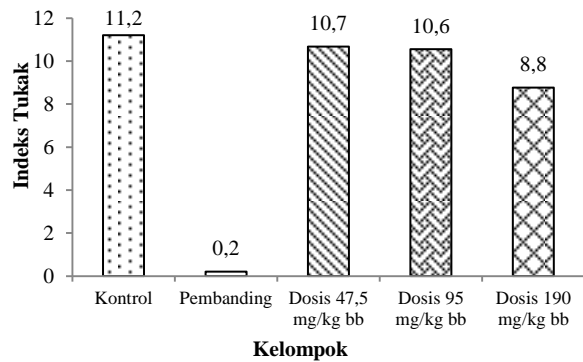 Indeks Tukak
12
10
8
6
4
2
0
11,2
0,2
10,7
10,6
8,8
Kontrol
Pembanding
Dosis 47,5
mg/kg bb
Dosis 95
mg/kg bb
Dosis 190
mg/kg bb
Kelompok